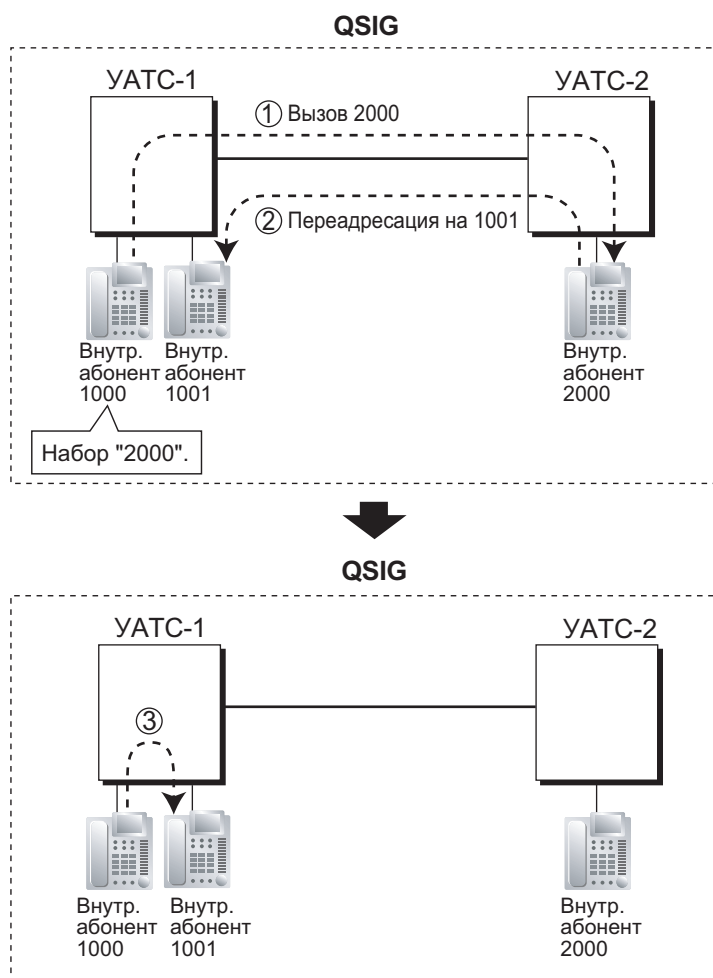 QSIG
УАТС-1
УАТС-2
① Вызов 2000
② Переадресация на 1001
Внутр.
абонент
1000
Внутр.
абонент
1001
Внутр.
абонент
2000
Набор "2000".
QSIG
УАТС-1
УАТС-2
③
Внутр.
абонент
1000
Внутр.
абонент
1001
Внутр.
абонент
2000